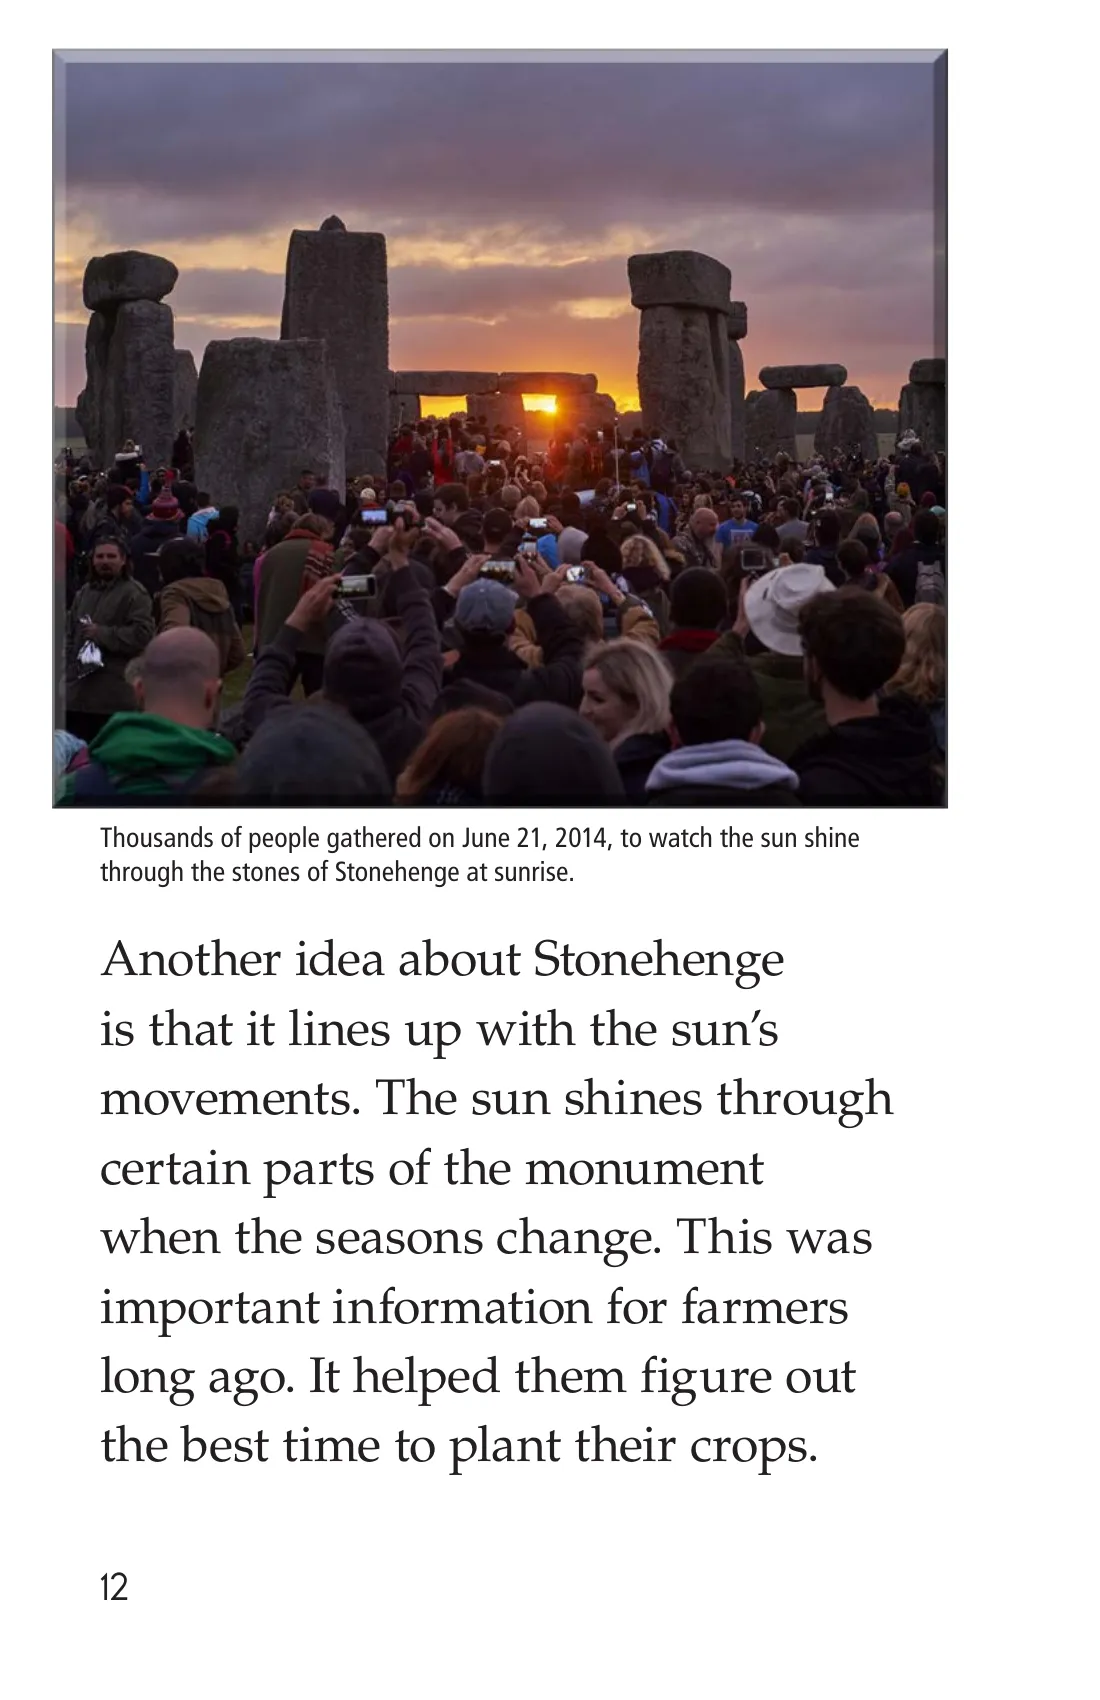 Thousands of people gathered on June 21, 2014, to watch the sun shine
through the stones of Stonehenge at sunrise.
Another idea about Stonehenge
is that it lines up with the sun’s
movements. The sun shines through
certain parts of the monument
when the seasons change. This was
important information for farmers
long ago. It helped them figure out
the best time to plant their crops.
12